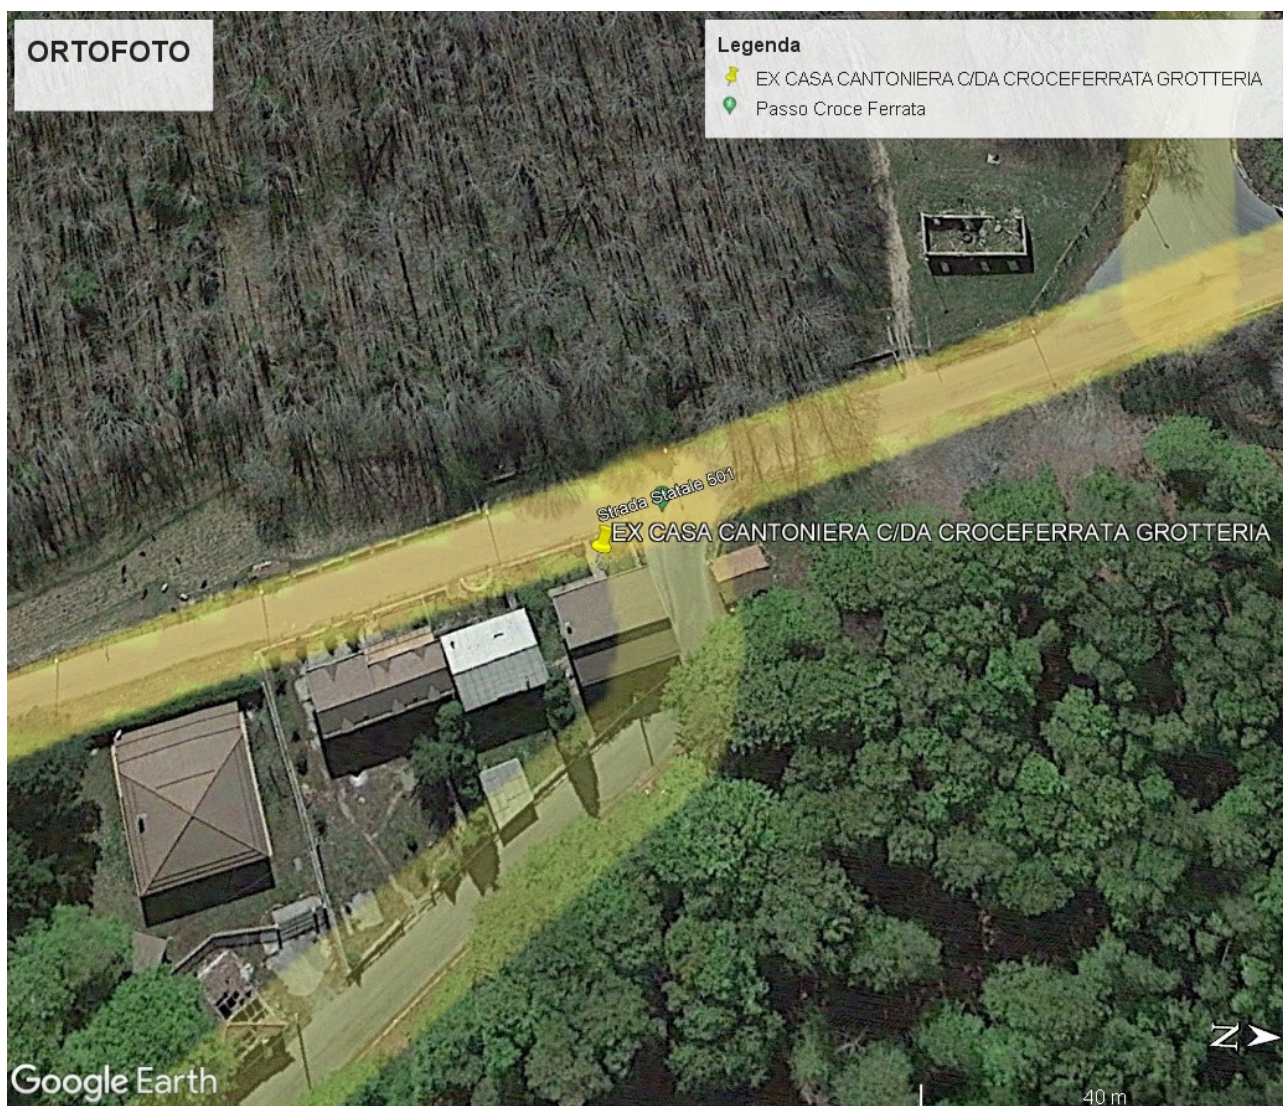 ORTOFOTO
Legenda
EX CASA CANTONIERA C/DA CROCEFERRATA GROTTERIA
Passo Croce Ferrata
Strada Statale 501
EX CASA CANTONIERA C/DA CROCEFERRATA GROTTERIA
N
Google Earth
40 m